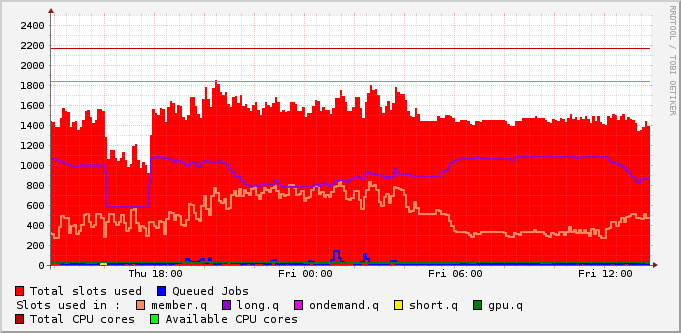 2400
2200
2000
1800
1600
1400
1200
1000
800
600
400
200
0
Thu 18:00 Fri 00:00 Fri 06:00 Fri 12:00
RRDTOOL / TOBI OETIKER
Total slots used Queued Jobs
Slots used in : member.q long.q ondemand.q short.q gpu.q
Total CPU cores Available CPU cores